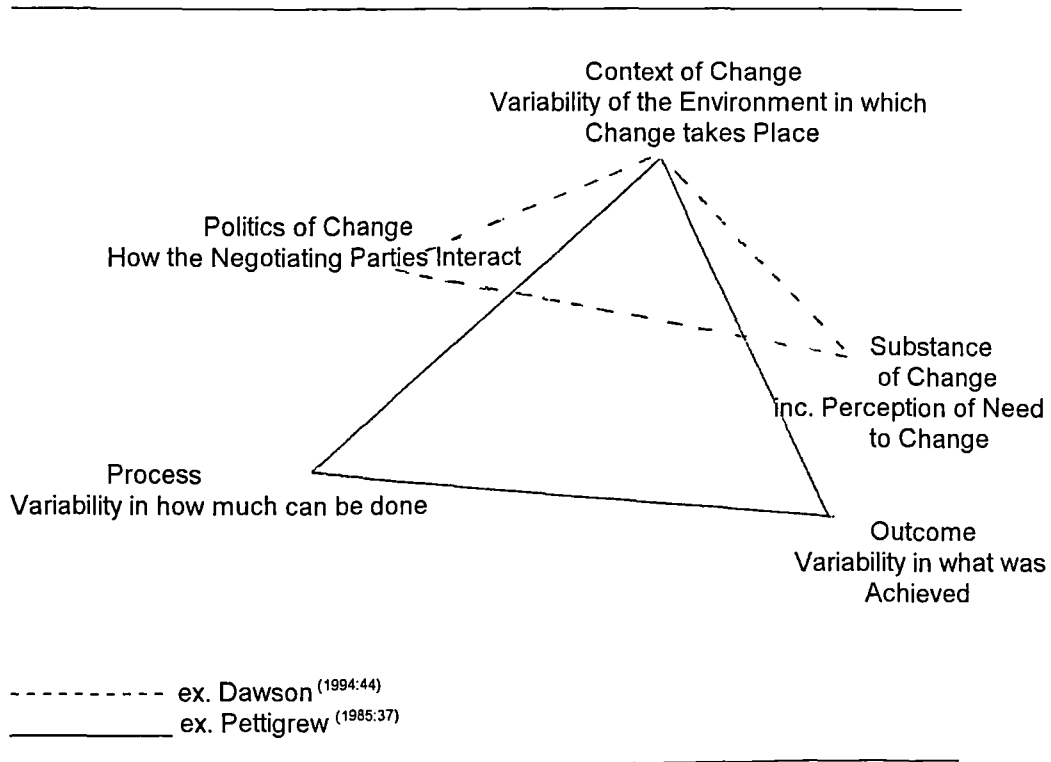 Context of Change
Variability of the Environment in which
Change takes Place
Politics of Change
How the Negotiating Parties Interact
Substance
of Change
inc. Perception of Need
to Change
Process
Variability in how much can be done
Outcome
Variability in what was
Achieved
ex. Dawson (1994:44)
ex. Pettigrew (1985:37)